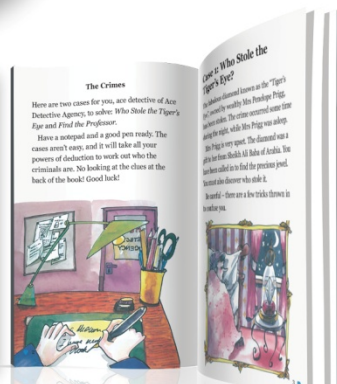 The Crimes
Here are two cases for you, ace detective of Ace
Detective Agency, to solve: Who Stole the Tiger's
Eye and Find the Professor.
Have a notepad and a good pen ready. The
cases aren't easy, and it will take all your
powers of deduction to work out who the
criminals are. No looking at the clues at the
back of the book! Good luck!
Case 1: Who Stole the
Tiger's Eye?
fabulous diamond known as the "Tiger's
owned by wealthy Mrs Penelope Prigg,
been stolen. The crime occurred some time
during the night, while Mrs Prigg was asleep.
Mrs Prigg is very upset. The diamond was a
gift to her from Sheikh Ali Baba of Arabia. You
have been called in to find the precious jewel.
You must also discover who stole it.
Be careful – there are a few tricks thrown in
to confuse you.